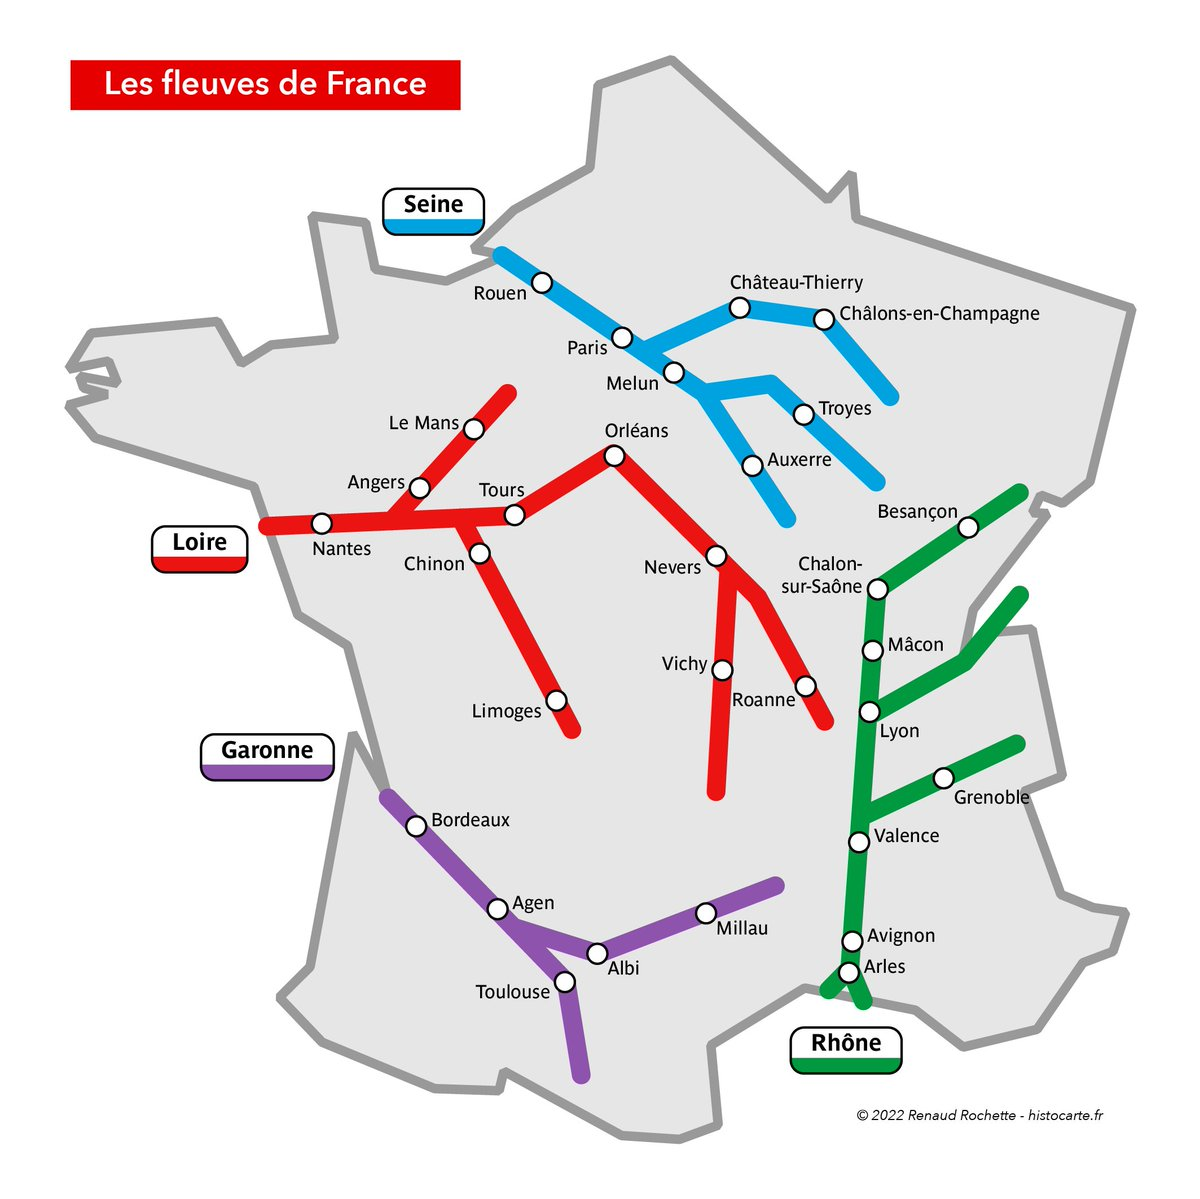 Les fleuves de France
Seine
Rouen
Paris
Melun
Château-Thierry
Châlons-en-Champagne
Troyes
Auxerre
Le Mans
Angers
Orléans
Tours
Loire
Nantes
Chinon
Nevers
Vichy
Roanne
Limoges
Besançon
Chalon-
sur-Saône
Mâcon
Lyon
Grenoble
Valence
Avignon
Arles
Rhône
Garonne
Bordeaux
Agen
Albi
Millau
Toulouse
© 2022 Renaud Rochette - histocarte.fr